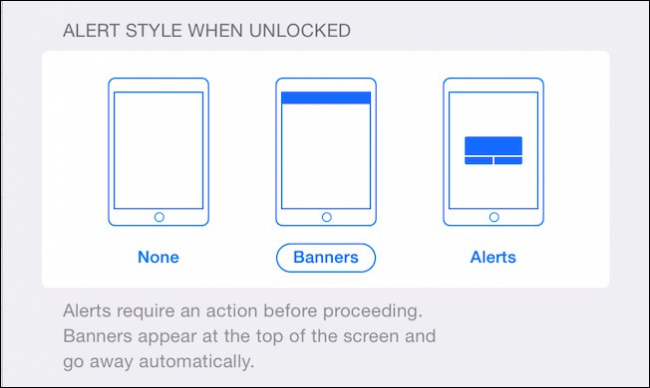 ALERT STYLE WHEN UNLOCKED
None
Banners
Alerts
Alerts require an action before proceeding.
Banners appear at the top of the screen and
go away automatically.